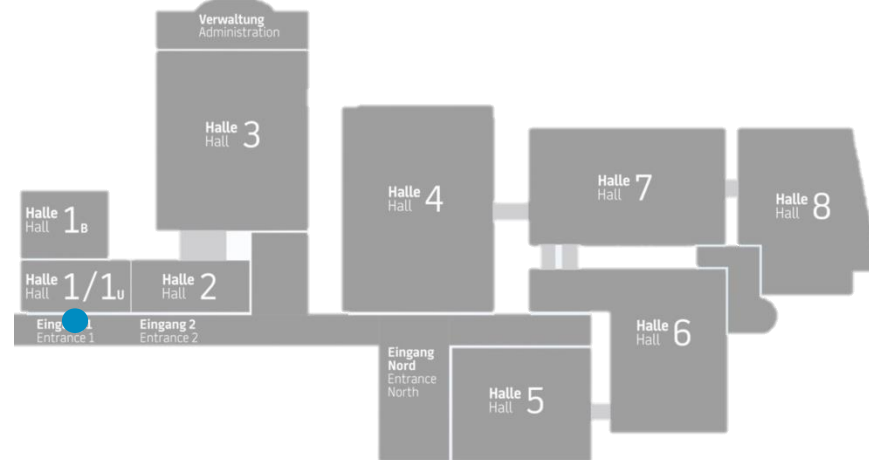 Verwaltung
Administration
Halle
Hall
3
Halle
Hall
4
Halle
Hall
7
Halle
Hall
8
Halle
Hall
1B
Halle
Hall
1/1U
Halle
Hall
2
Entrance 1
Eingang 2
Entrance 2
Halle
Hall
6
Eingang
Nord
Entrance
North
Halle
Hall
5